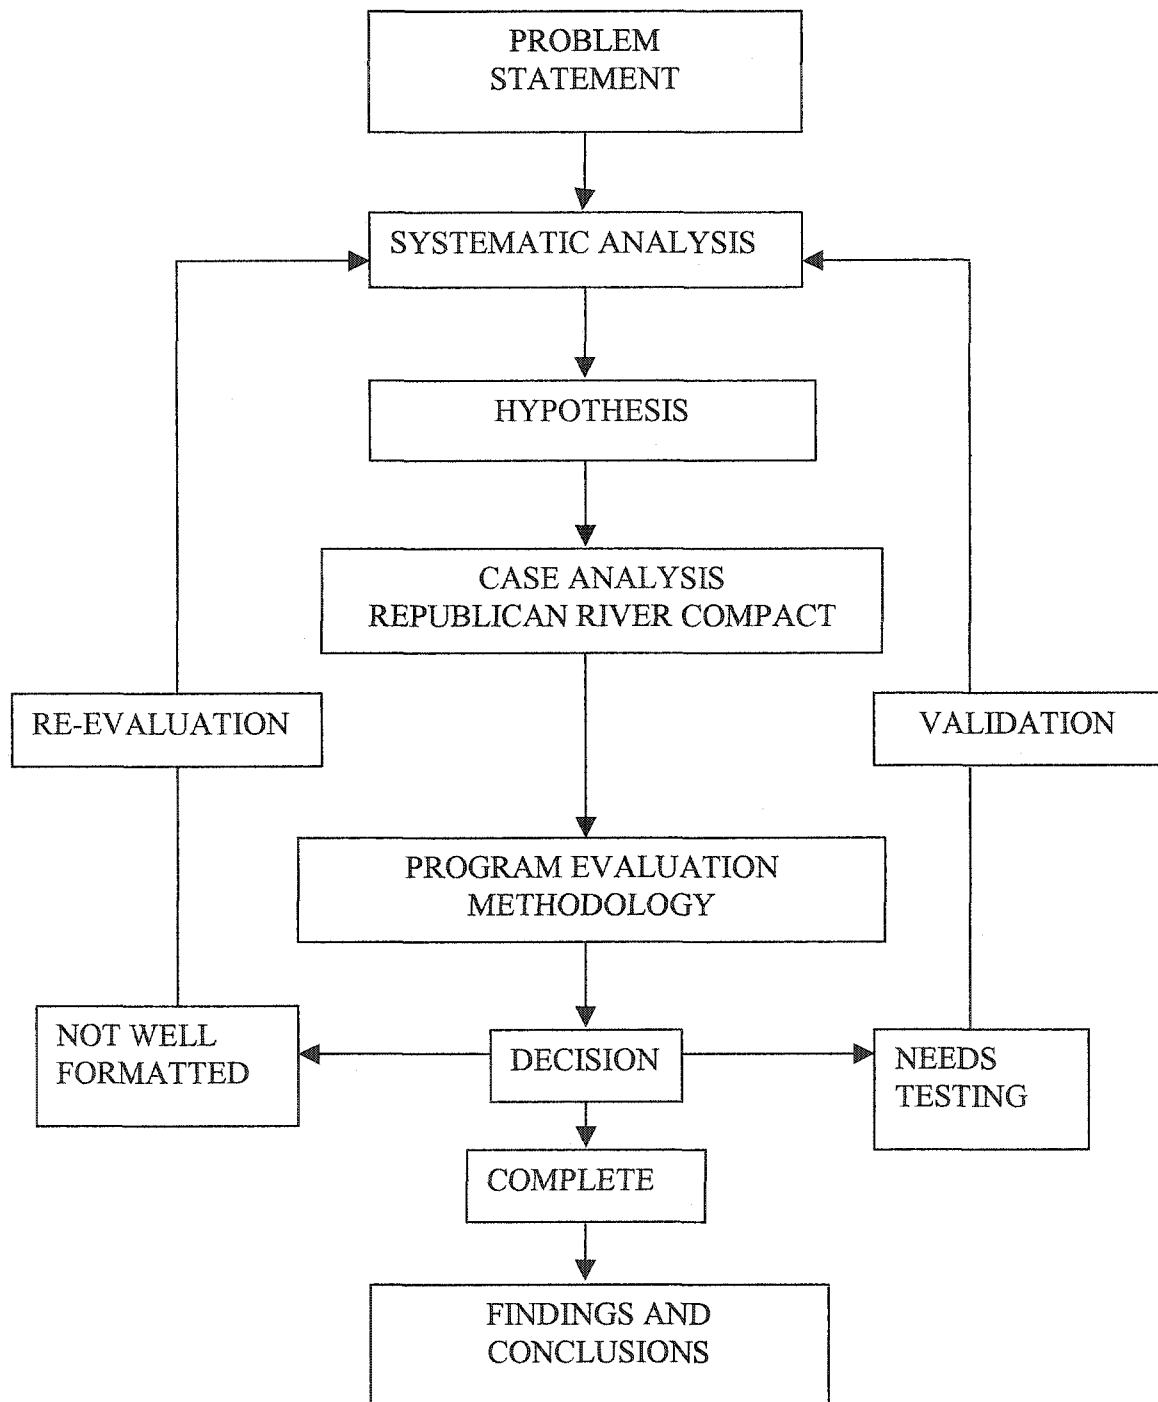 PROBLEM
STATEMENT
SYSTEMATIC ANALYSIS
HYPOTHESIS
CASE ANALYSIS
REPUBLICAN RIVER COMPACT
RE-EVALUATION
VALIDATION
PROGRAM EVALUATION
METHODOLOGY
NOT WELL
FORMATTED
DECISION
NEEDS
TESTING
COMPLETE
FINDINGS AND
CONCLUSIONS